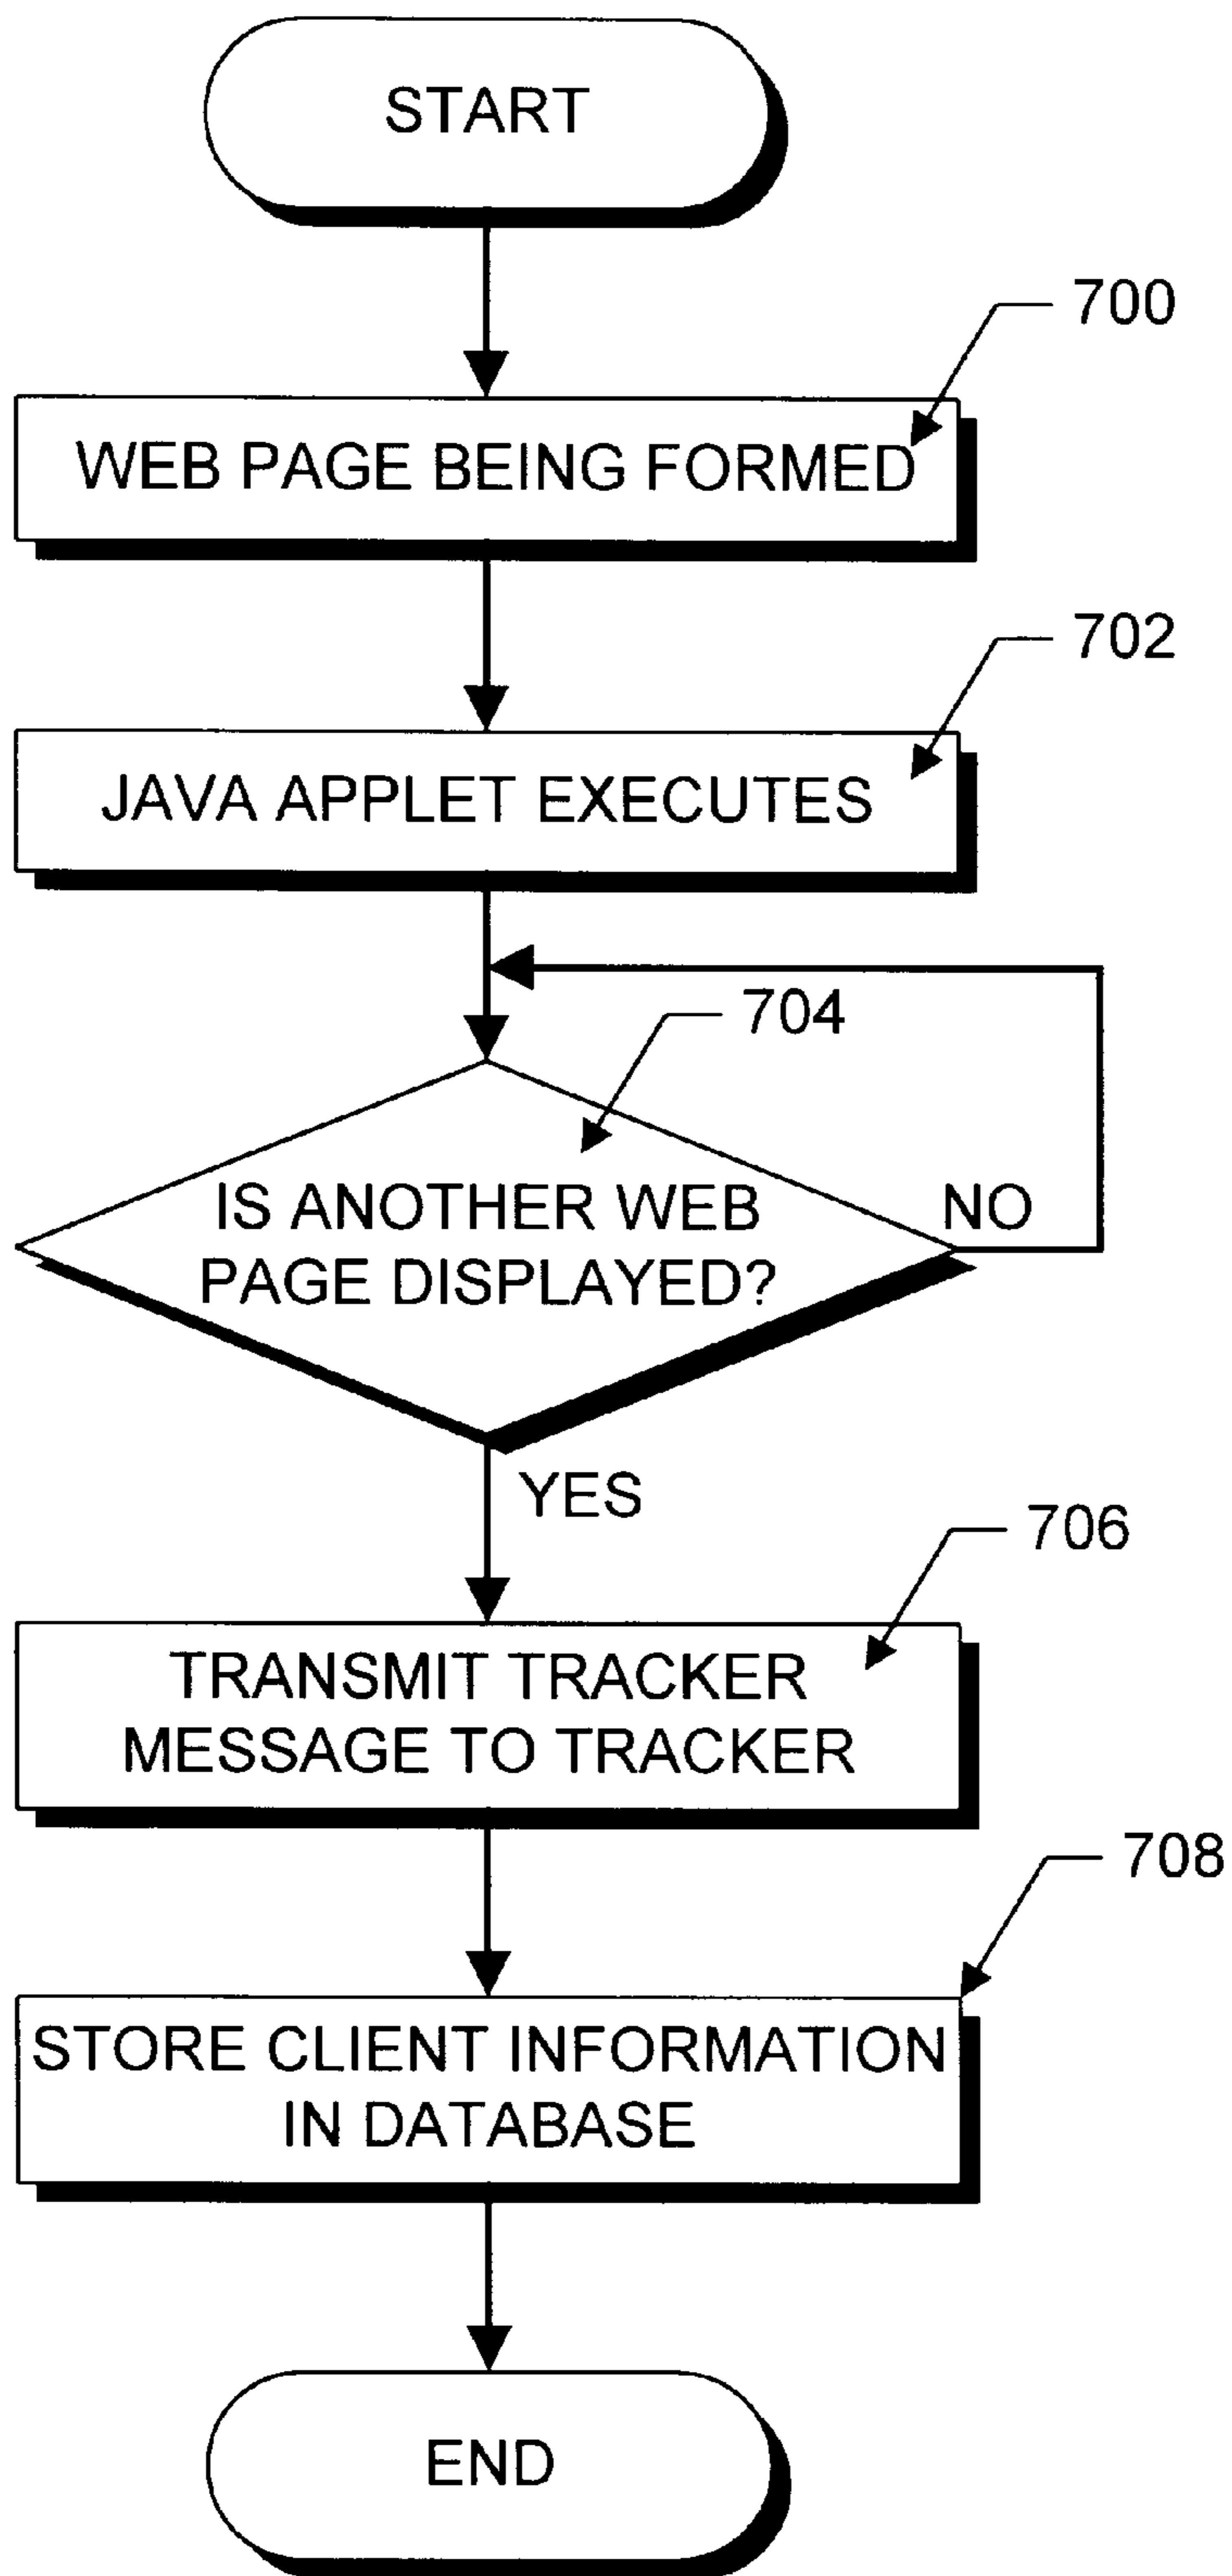 START
700
WEB PAGE BEING FORMED
702
JAVA APPLET EXECUTES
704
IS ANOTHER WEB
PAGE DISPLAYED?
NO
YES
706
TRANSMIT TRACKER
MESSAGE TO TRACKER
708
STORE CLIENT INFORMATION
IN DATABASE
END